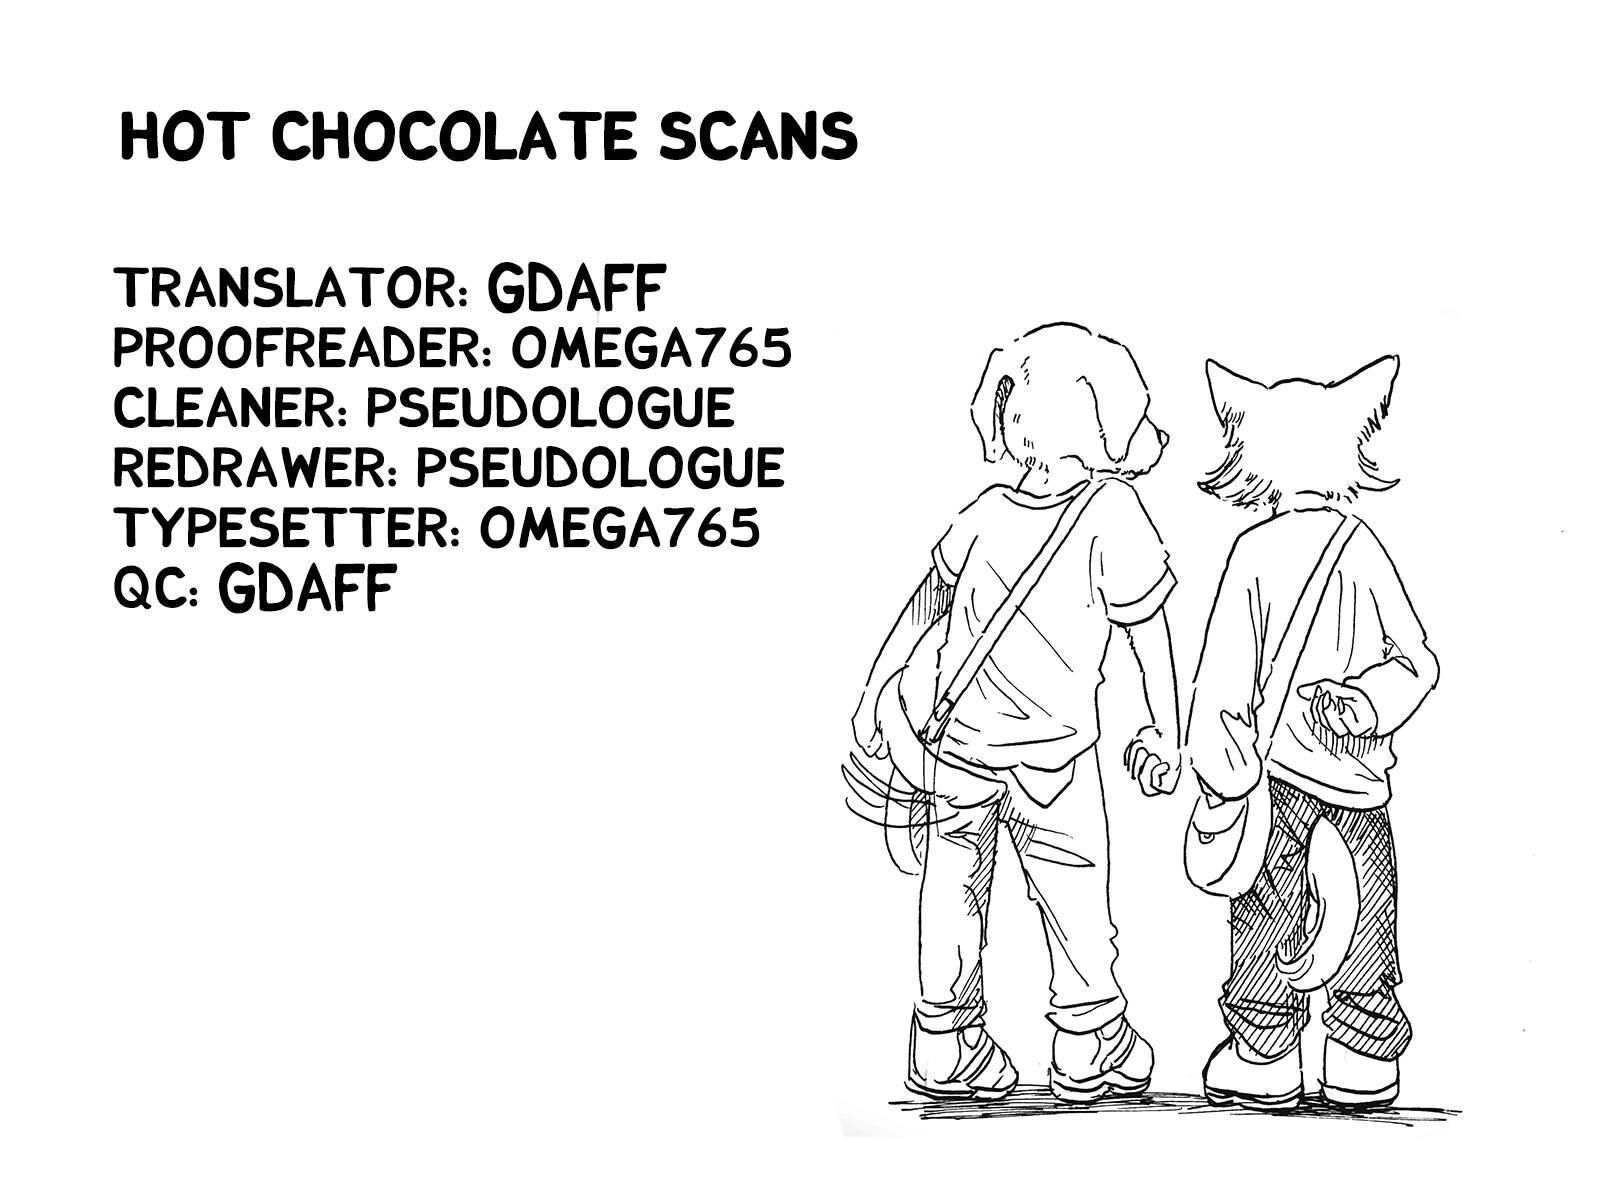 HOT CHOCOLATE SCANS
TRANSLATOR: GDAFF
PROOFREADER: OMEGA765
CLEANER: PSEUDOLOGUE
REDRAWER: PSEUDOLOGUE
TYPESETTER: OMEGA765
QC: GDAFF